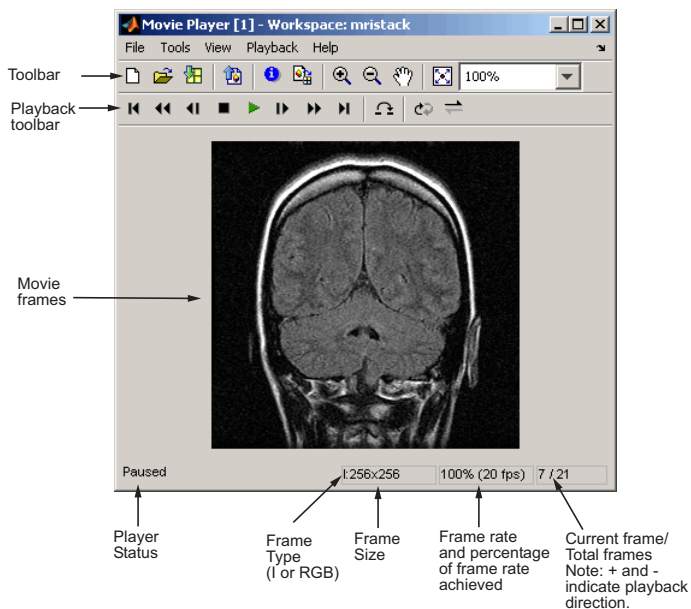 Movie Player [1] - Workspace: mristack
File Tools View Playback Help
Toolbar
100%
Playback
toolbar
Movie
frames
Paused
I:256x256
100% (20 fps)
7 / 21
Player
Status
Frame
Type
(I or RGB)
Frame
Size
Frame rate
and percentage
of frame rate
achieved
Current frame/
Total frames
Note: + and -
indicate playback
direction.